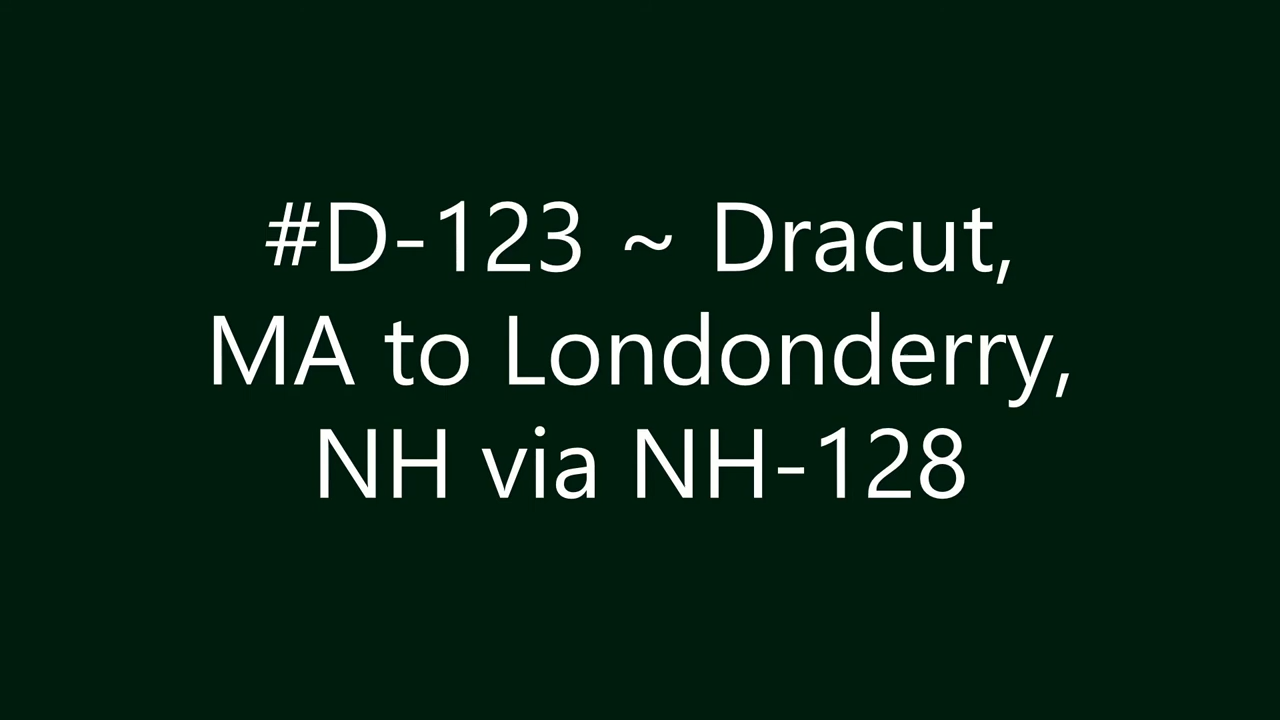 #D-123 ~ Dracut,
MA to Londonderry,
NH via NH-128